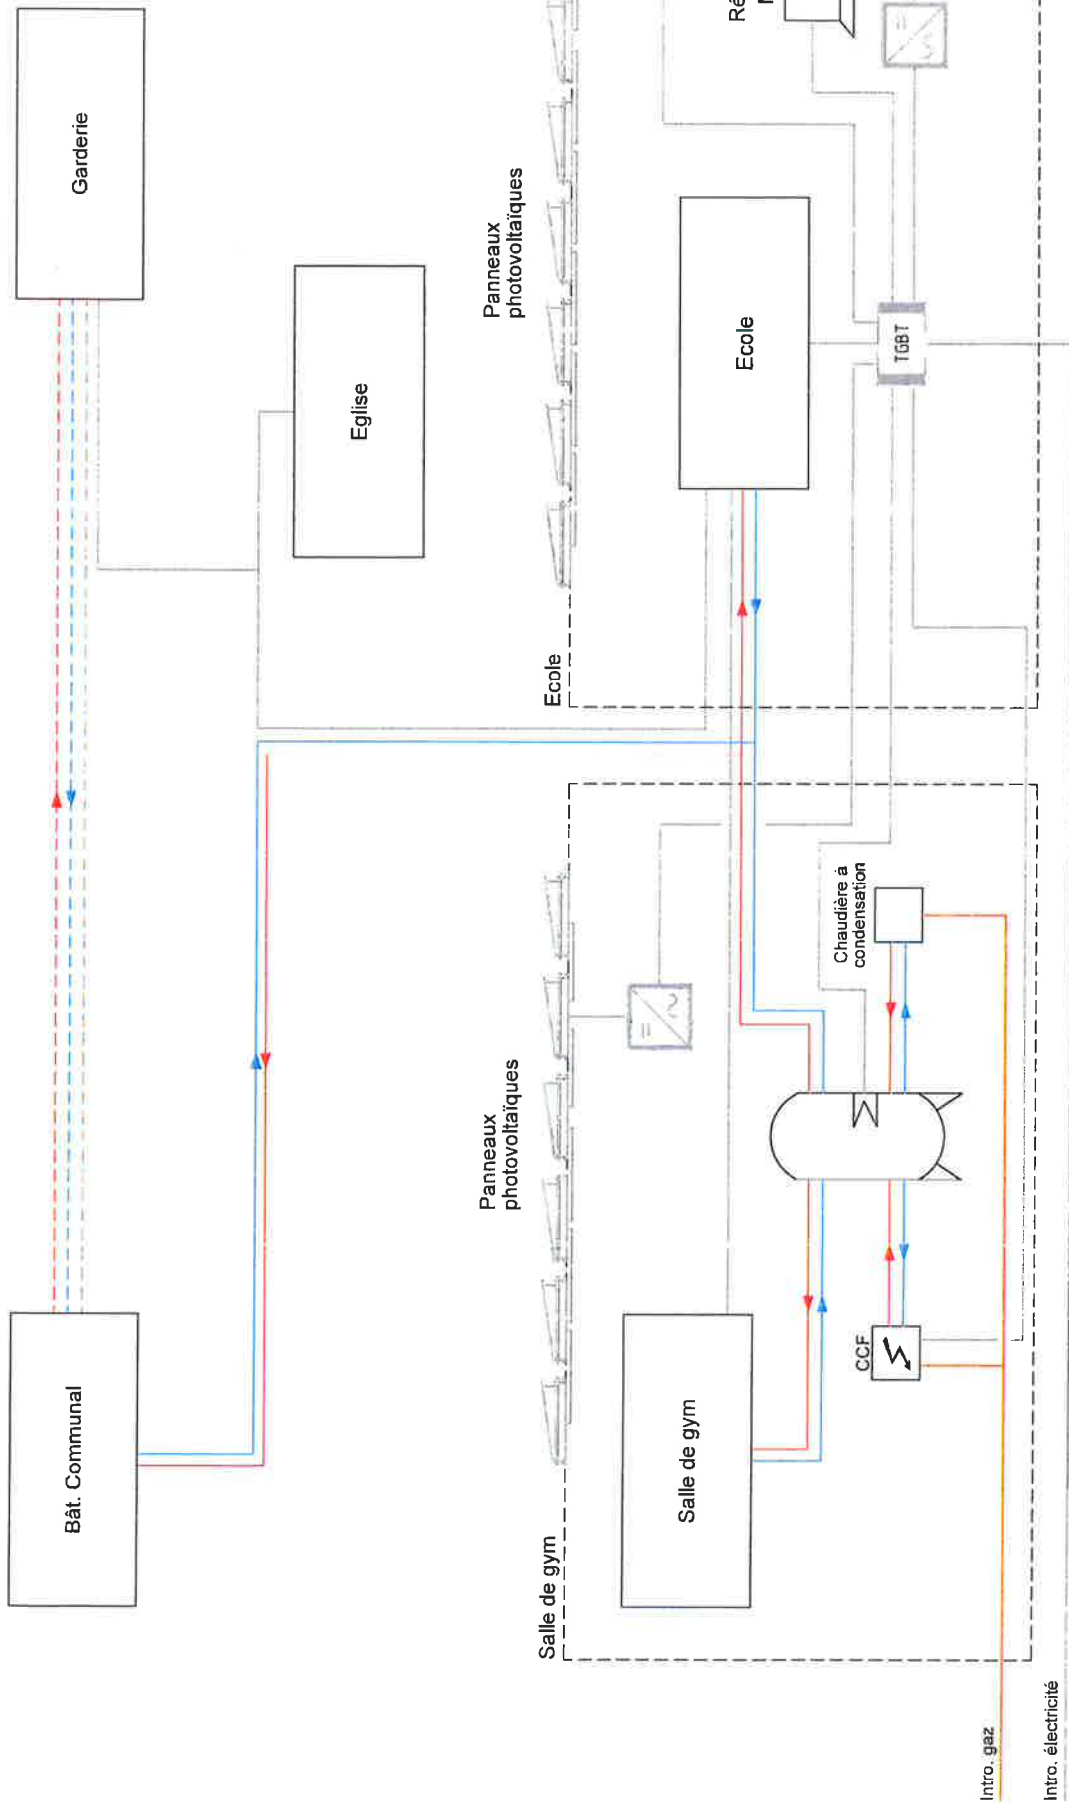 Bât. Communal
Garderie
Eglise
Panneaux
photovoltaïques
Panneaux
photovoltaïques
Salle de gym
Ecole
Salle de gym
Ecole
CCF
Chaudière à
condensation
TGBT
Intro. gaz
Intro. électricité